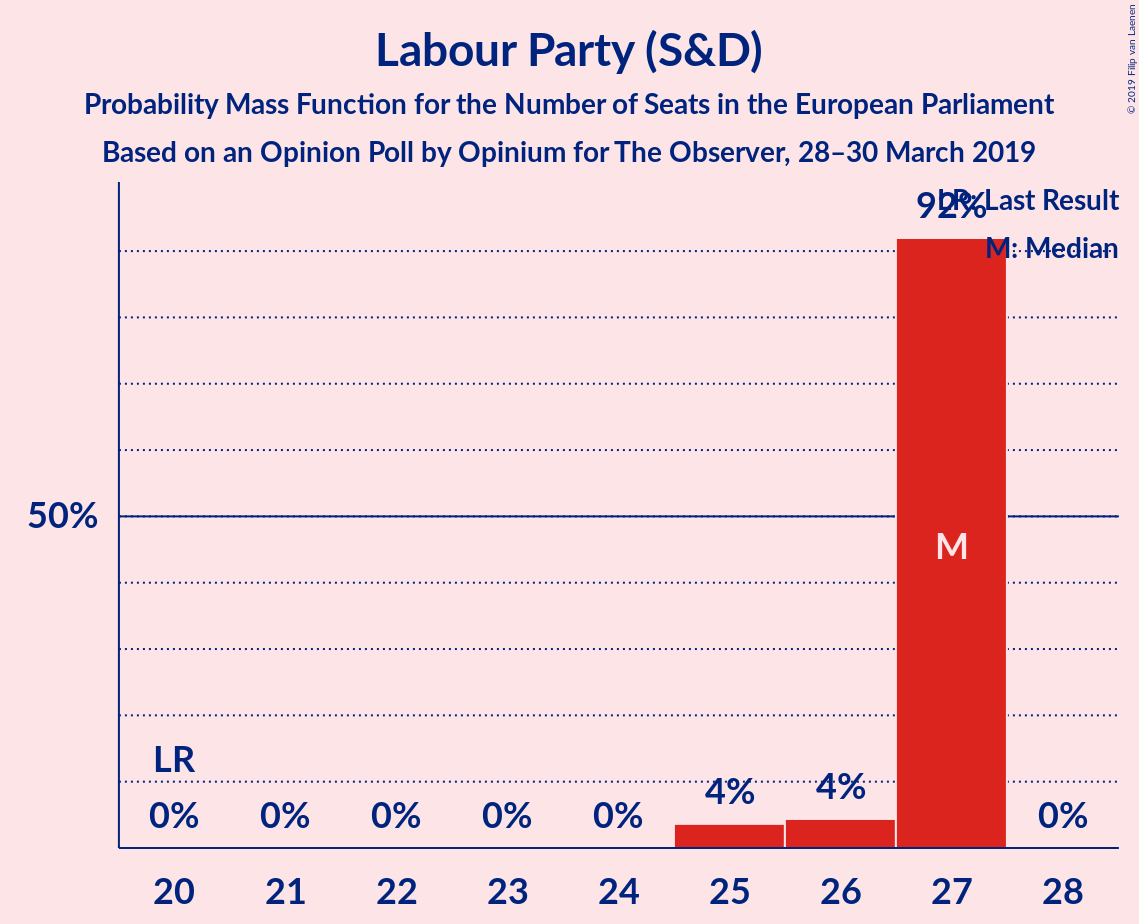 Labour Party (S&D)
Probability Mass Function for the Number of Seats in the European Parliament
Based on an Opinion Poll by Opinium for The Observer, 28–30 March 2019
© 2019 Filip van Laenen
LR: Last Result
M: Median
92%
50%
M
LR
0% 0% 0% 0% 0% 4% 4% 0%
20 21 22 23 24 25 26 27 28